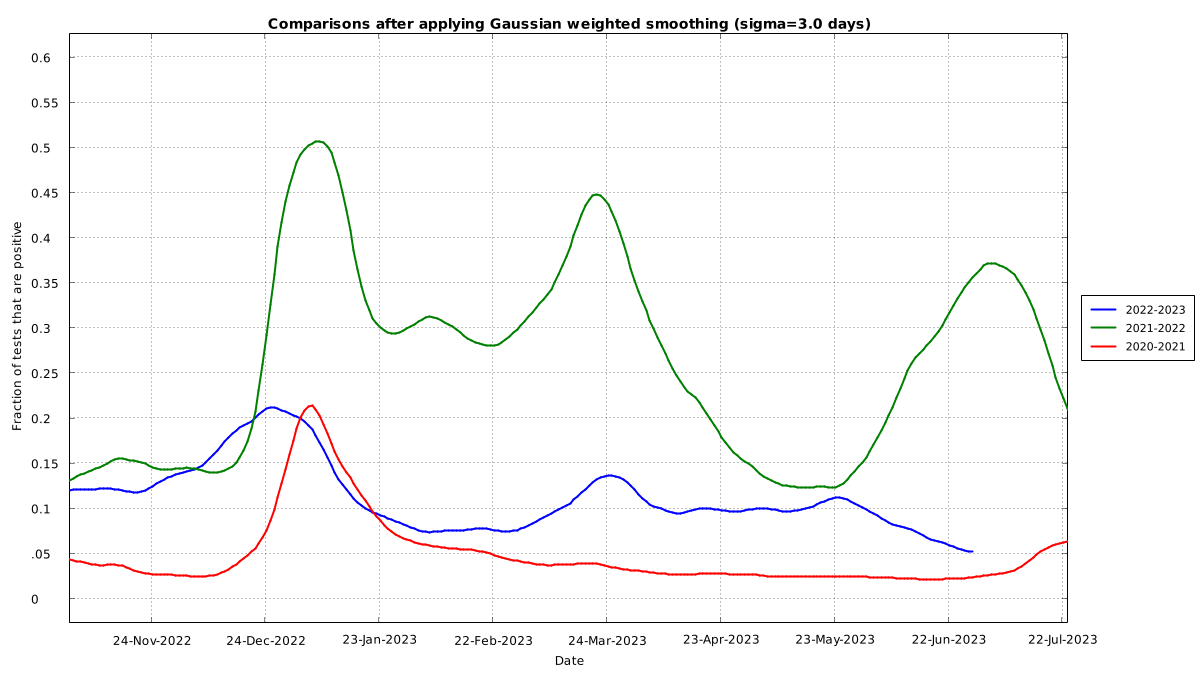 Comparisons after applying Gaussian weighted smoothing (sigma=3.0 days)
0.6
0.55
0.5
0.45
0.4
0.35
0.3
0.25
0.2
0.15
0.1
.05
0
Fraction of tests that are positive
24-Nov-2022
24-Dec-2022
23-Jan-2023
22-Feb-2023
24-Mar-2023
23-Apr-2023
23-May-2023
22-Jun-2023
22-Jul-2023
Date
2022-2023
2021-2022
2020-2021